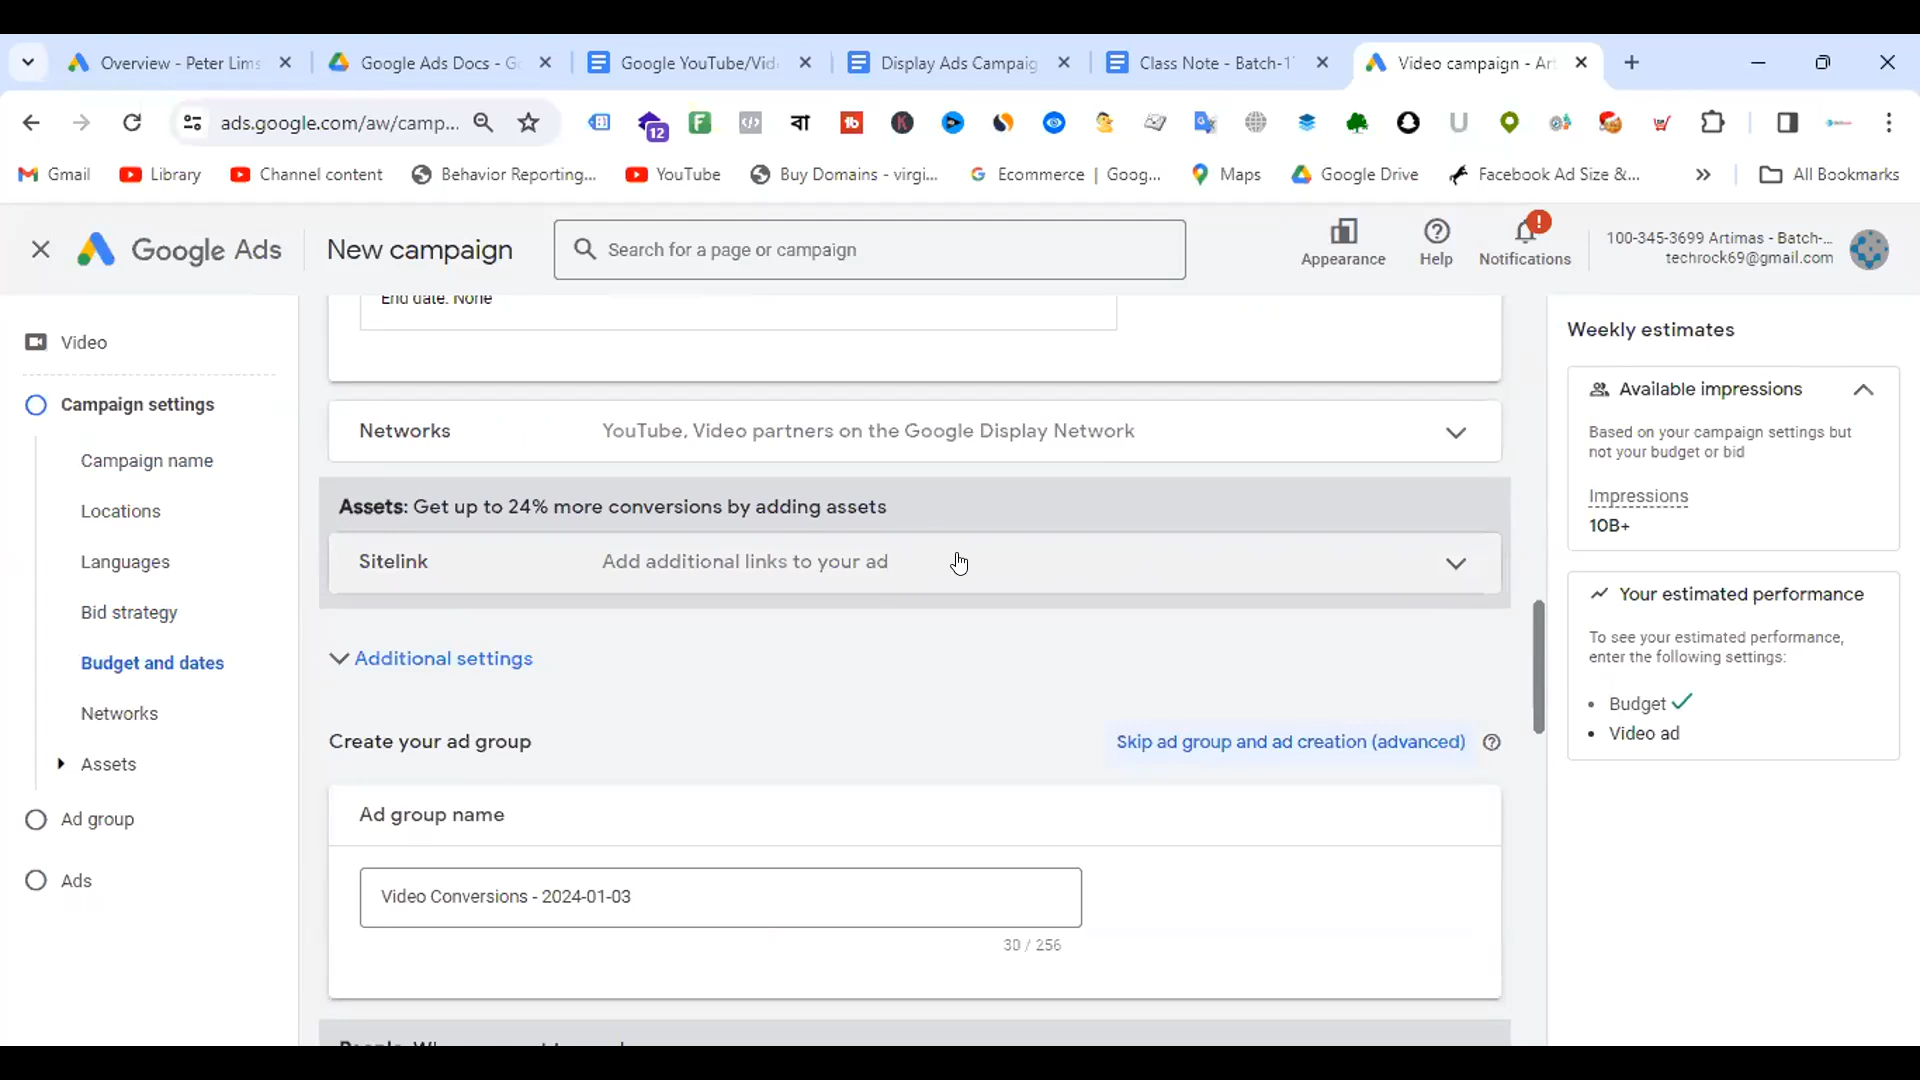 Overview - Peter Lims
Google Ads Docs - Go
Google YouTube/Vide
Display Ads Campaig
Class Note - Batch-1
Video campaign - Art
ads.google.com/aw/camp...
12
Gmail
Library
Channel content
Behavior Reporting...
YouTube
Buy Domains - virgi...
Ecommerce | Goog...
Maps
Google Drive
Facebook Ad Size &...
All Bookmarks
Google Ads
New campaign
Search for a page or campaign
Appearance
Help
Notifications
100-345-3699 Artimas - Batch-...
techrock69@gmail.com
Video
Campaign settings
Campaign name
Locations
Languages
Bid strategy
Budget and dates
Networks
Assets
Ad group
Ads
End date: None
Networks
YouTube, Video partners on the Google Display Network
Assets: Get up to 24% more conversions by adding assets
Sitelink
Add additional links to your ad
Additional settings
Create your ad group
Skip ad group and ad creation (advanced)
Ad group name
Video Conversions - 2024-01-03
30 / 256
Weekly estimates
Available impressions
Based on your campaign settings but
not your budget or bid
Impressions
10B+
Your estimated performance
To see your estimated performance,
enter the following settings:
Budget
Video ad